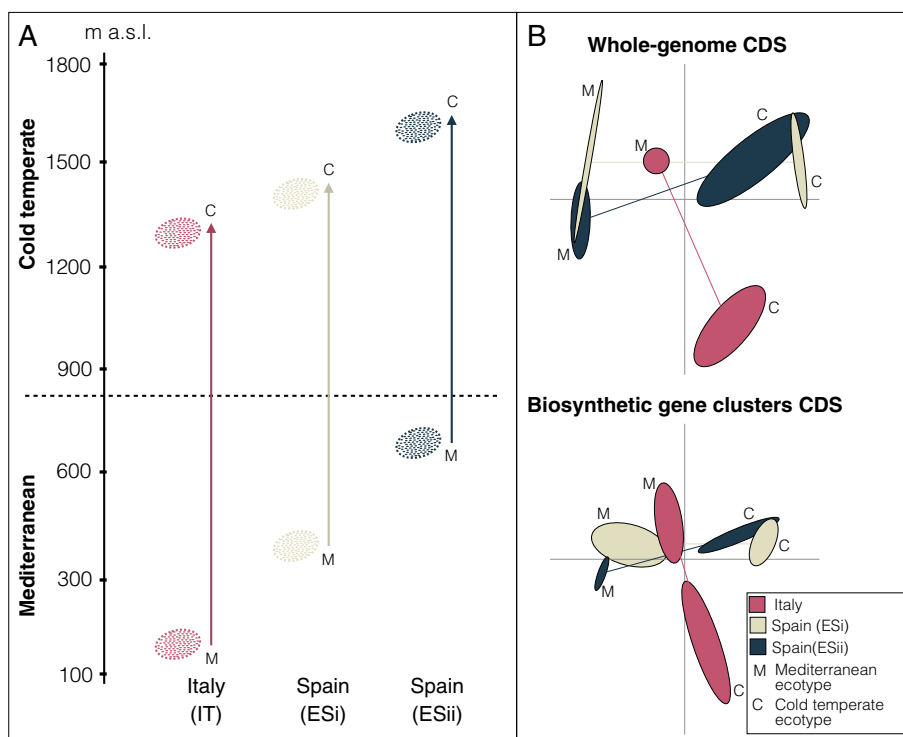 A
m a.s.l.
1800
1500
1200
900
600
300
100
Cold temperate
Mediterranean
C
M
C
M
C
M
Italy
(IT)
Spain
(ESi)
Spain
(ESii)
B
Whole-genome CDS
M
M
C
M
C
C
Biosynthetic gene clusters CDS
M
M
C
C
M
C
Italy
Spain (ESi)
Spain(ESii)
M Mediterranean
ecotype
C Cold temperate
ecotype